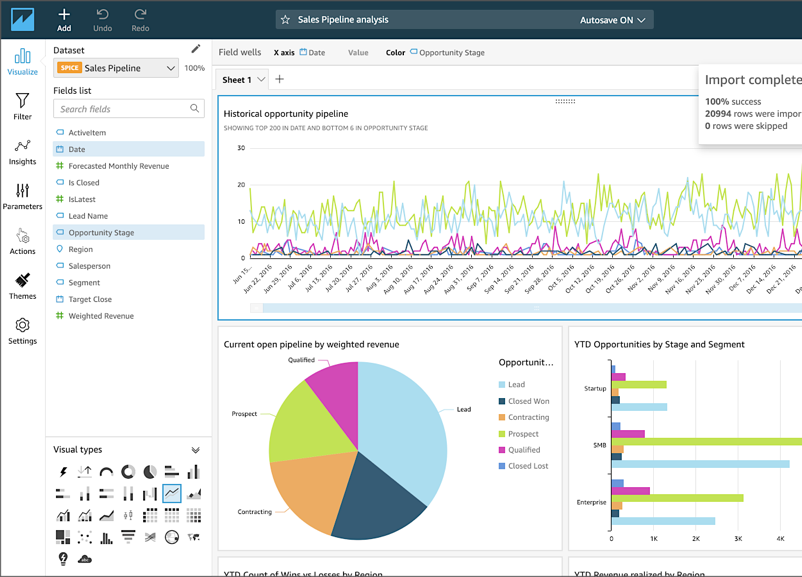 Add
Undo
Redo
Sales Pipeline analysis
Autosave ON
Visualize
Filter
Insights
Parameters
Actions
Themes
Settings
Dataset
SPICE Sales Pipeline
100%
Fields list
Search fields
ActiveItem
Date
Forecasted Monthly Revenue
Is Closed
IsLatest
Lead Name
Opportunity Stage
Region
Salesperson
Segment
Target Close
Weighted Revenue
Visual types
Field wells X axis Date Value Color Opportunity Stage
Sheet 1
Import complete
100% success
20994 rows were impor
0 rows were skipped
Historical opportunity pipeline
SHOWING TOP 200 IN DATE AND BOTTOM 6 IN OPPORTUNITY STAGE
30
20
10
0
Jun 15...
Jun 22, 2016
Jun 29, 2016
Jul 6, 2016
Jul 13, 2016
Jul 20, 2016
Jul 27, 2016
Aug 3, 2016
Aug 10, 2016
Aug 17, 2016
Aug 24, 2016
Aug 31, 2016
Sep 7, 2016
Sep 14, 2016
Sep 21, 2016
Sep 28, 2016
Oct 5, 2016
Oct 12, 2016
Oct 19, 2016
Oct 26, 2016
Nov 2, 2016
Nov 9, 2016
Nov 16, 2016
Nov 23, 2016
Nov 30, 2016
Dec 7, 2016
Dec 14, 2016
Dec 21, 2016
Current open pipeline by weighted revenue
Qualified
Prospect
Lead
Contracting
Opportunit...
Lead
Closed Won
Contracting
Prospect
Qualified
Closed Lost
YTD Opportunities by Stage and Segment
Startup
SMB
Enterprise
0
1K
2K
3K
4K
YTD Count of Wins vs Losses by Region
YTD Revenue realized by Region